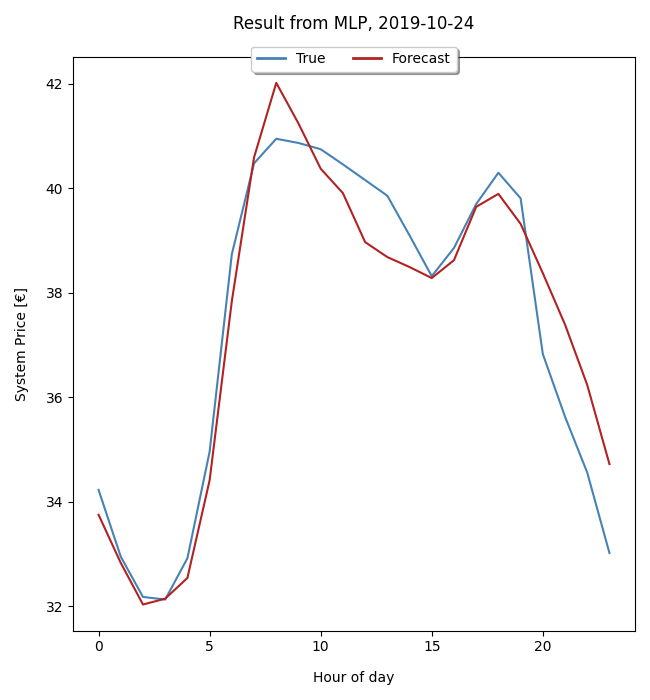 Result from MLP, 2019-10-24
True Forecast
42
40
38
36
34
32
System Price [€]
0 5 10 15 20
Hour of day